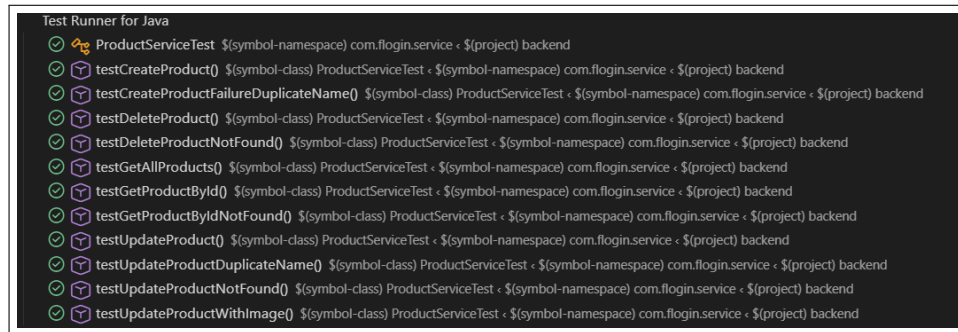 Test Runner for Java
ProductServiceTest $(symbol-namespace) com.flogin.service ‹ $(project) backend
testCreateProduct() $(symbol-class) ProductServiceTest ‹ $(symbol-namespace) com.flogin.service ‹ $(project) backend
testCreateProductFailureDuplicateName() $(symbol-class) ProductServiceTest ‹ $(symbol-namespace) com.flogin.service ‹ $(project) backend
testDeleteProduct() $(symbol-class) ProductServiceTest ‹ $(symbol-namespace) com.flogin.service ‹ $(project) backend
testDeleteProductNotFound() $(symbol-class) ProductServiceTest ‹ $(symbol-namespace) com.flogin.service ‹ $(project) backend
testGetAllProducts() $(symbol-class) ProductServiceTest ‹ $(symbol-namespace) com.flogin.service ‹ $(project) backend
testGetProductById() $(symbol-class) ProductServiceTest ‹ $(symbol-namespace) com.flogin.service ‹ $(project) backend
testGetProductByIdNotFound() $(symbol-class) ProductServiceTest ‹ $(symbol-namespace) com.flogin.service ‹ $(project) backend
testUpdateProduct() $(symbol-class) ProductServiceTest ‹ $(symbol-namespace) com.flogin.service ‹ $(project) backend
testUpdateProductDuplicateName() $(symbol-class) ProductServiceTest ‹ $(symbol-namespace) com.flogin.service ‹ $(project) backend
testUpdateProductNotFound() $(symbol-class) ProductServiceTest ‹ $(symbol-namespace) com.flogin.service ‹ $(project) backend
testUpdateProductWithImage() $(symbol-class) ProductServiceTest ‹ $(symbol-namespace) com.flogin.service ‹ $(project) backend